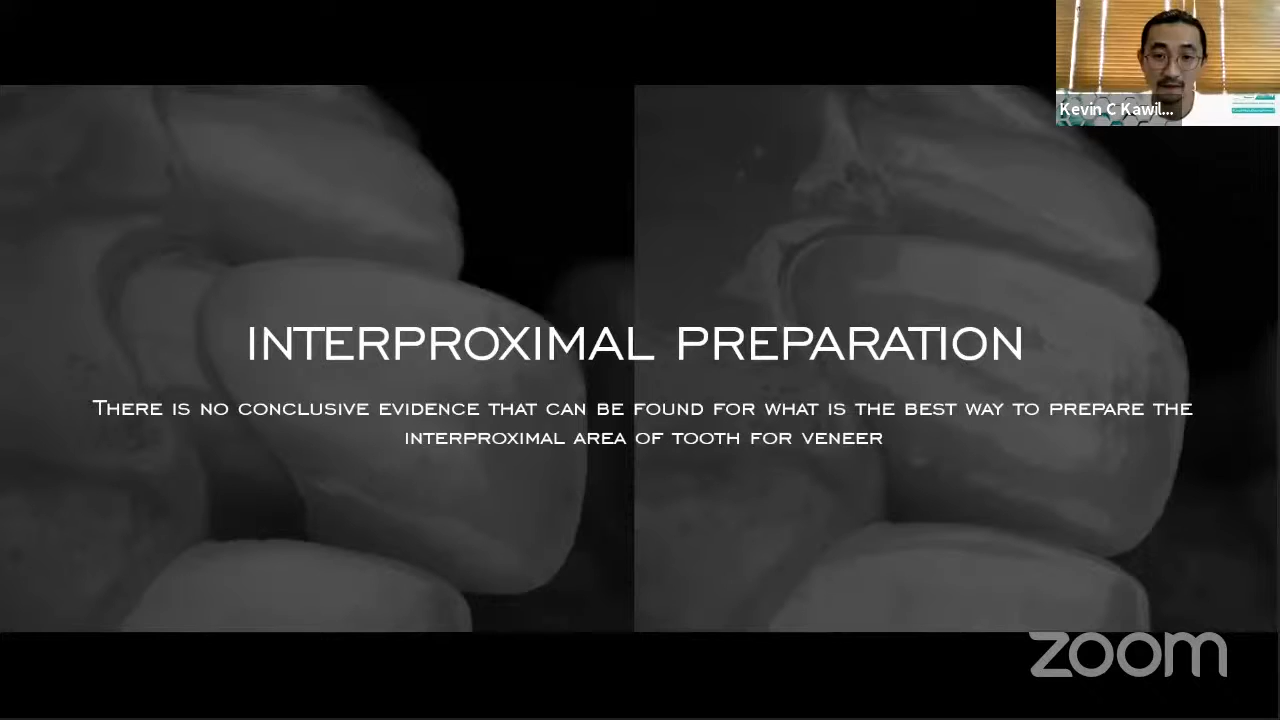 Kevin C Kawil...
INTERPROXIMAL PREPARATION
THERE IS NO CONCLUSIVE EVIDENCE THAT CAN BE FOUND FOR WHAT IS THE BEST WAY TO PREPARE THE
INTERPROXIMAL AREA OF TOOTH FOR VENEER
zoom